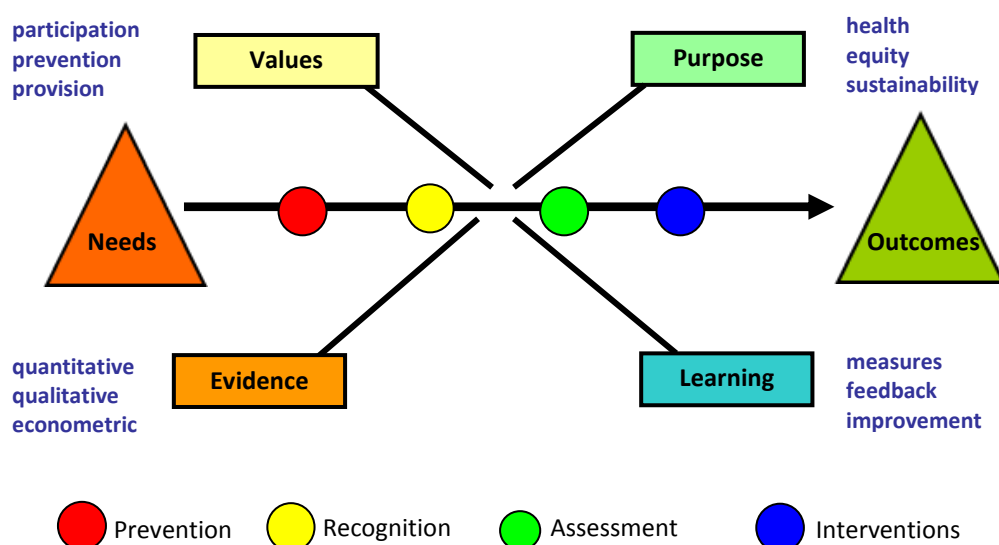 participation
prevention
provision
Values
Purpose
health
equity
sustainability
Needs
Outcomes
quantitative
qualitative
econometric
Evidence
Learning
measures
feedback
improvement
Prevention
Recognition
Assessment
Interventions